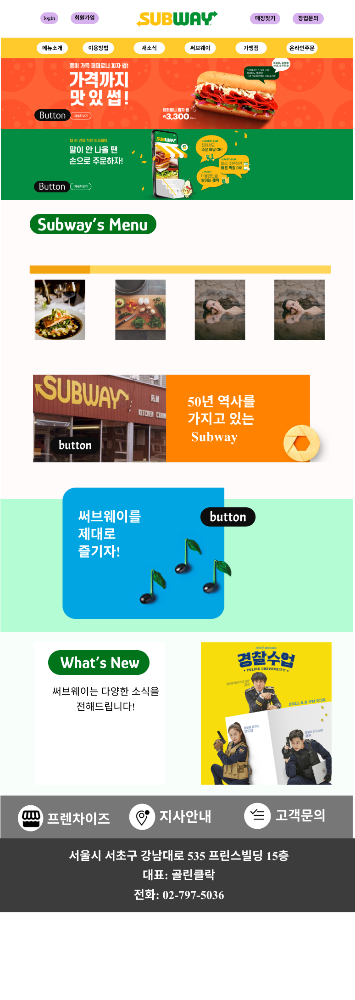 login
회원가입
SUBWAY
매장찾기
창업문의
메뉴소개
이용방법
새소식
써브웨이
가맹점
온라인주문
풍미 가득 페퍼로니 피자 썹!
가격까지
맛 있 썹 !
Button
자세히보기
페퍼로니 피자 썹
₩3,300 15cm
내 손 안의 작은 써브웨이
말이 안 나올 땐
손으로 주문하자!
Button
자세히보기
SUBWAY
HOME-SUB
집에서도
주문 배달 OK!
FAST-SUB
미리 주문하면
빠른 픽업 OK!
POINT
이용한만큼
쌓이는 혜택
Subway's Menu
SUBWAY
R&M
KITCHEN CABIN
button
50년 역사를
가지고 있는
Subway
써브웨이를
제대로
즐기자!
button
What's New
써브웨이는 다양한 소식을
전해드립니다!
경찰수업
POLICE UNIVERSITY
교수
2021.8.9 | PM 9:30
프렌차이즈
지사안내
고객문의
서울시 서초구 강남대로 535 프린스빌딩 15층
대표: 골린클락
전화: 02-797-5036